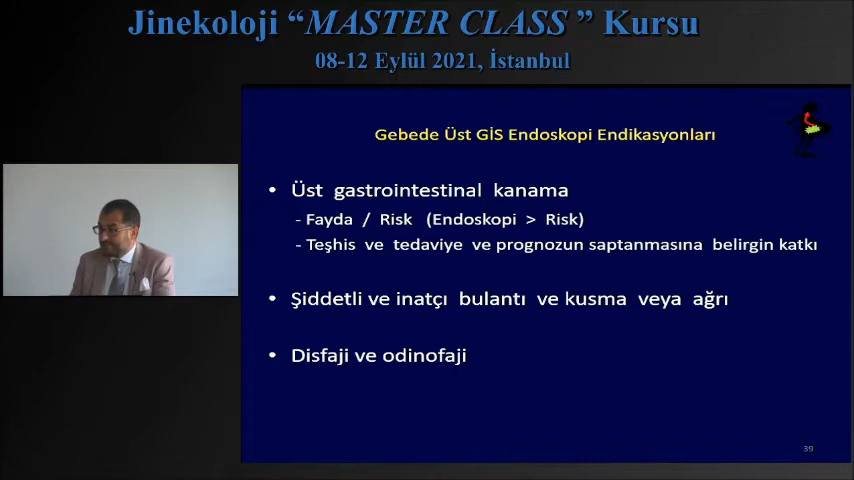 Jinekoloji “MASTER CLASS ” Kursu
08-12 Eylül 2021, İstanbul
Gebede Üst GİS Endoskopi Endikasyonları
• Üst gastrointestinal kanama
- Fayda / Risk (Endoskopi > Risk)
- Teşhis ve tedaviye ve prognozun saptanmasına belirgin katkı
• Şiddetli ve inatçı bulantı ve kusma veya ağrı
• Disfaji ve odinofaji
39